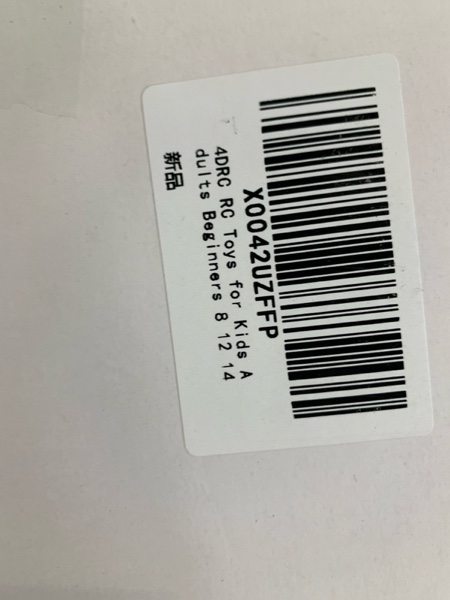 X0042UZFFP
4DRC RC Toys for Kids A
dults Beginners 8 12 14
新品